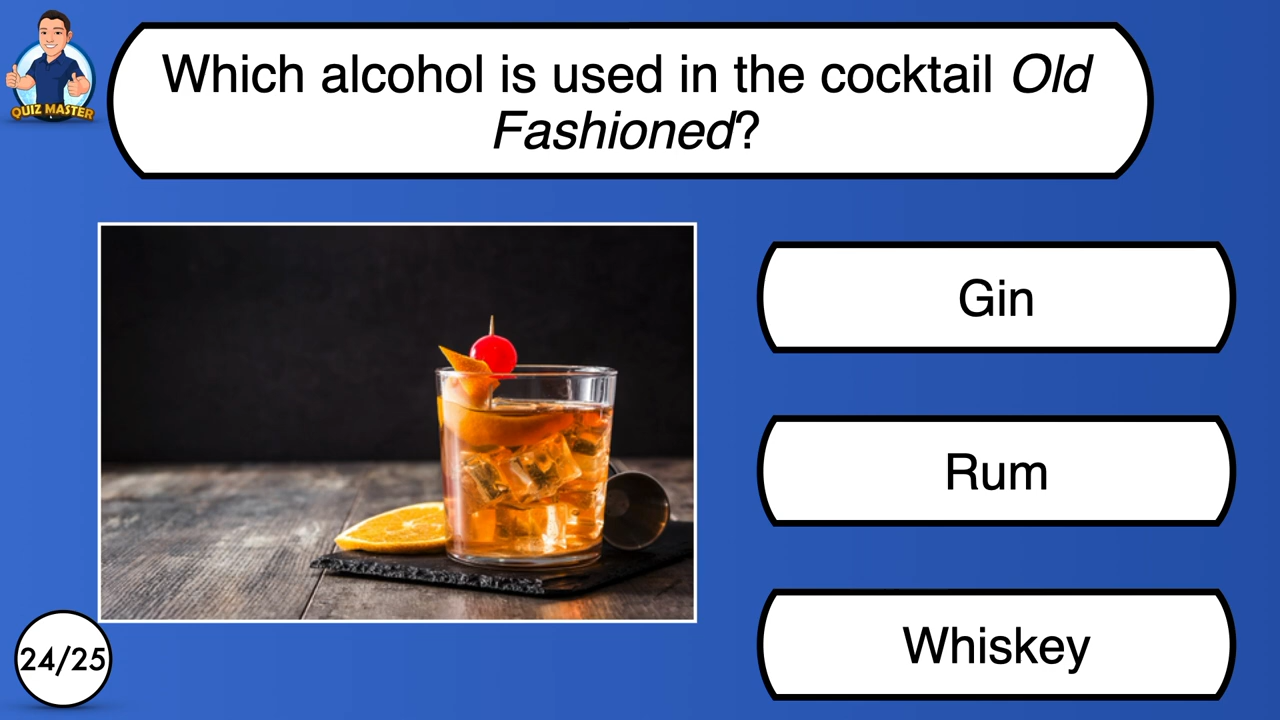 QUIZ MASTER
Which alcohol is used in the cocktail Old
Fashioned?
Gin
Rum
Whiskey
24/25